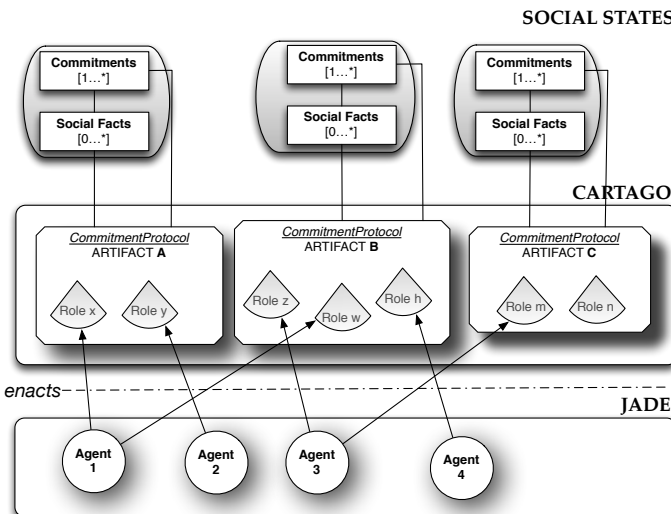 SOCIAL STATES
Commitments
[1...*]
Social Facts
[0...*]
Commitments
[1...*]
Social Facts
[0...*]
Commitments
[1...*]
Social Facts
[0...*]
CARTAGO
CommitmentProtocol
ARTIFACT A
Role x
Role y
CommitmentProtocol
ARTIFACT B
Role z
Role w
Role h
CommitmentProtocol
ARTIFACT C
Role m
Role n
enacts
JADE
Agent
1
Agent
2
Agent
3
Agent
4